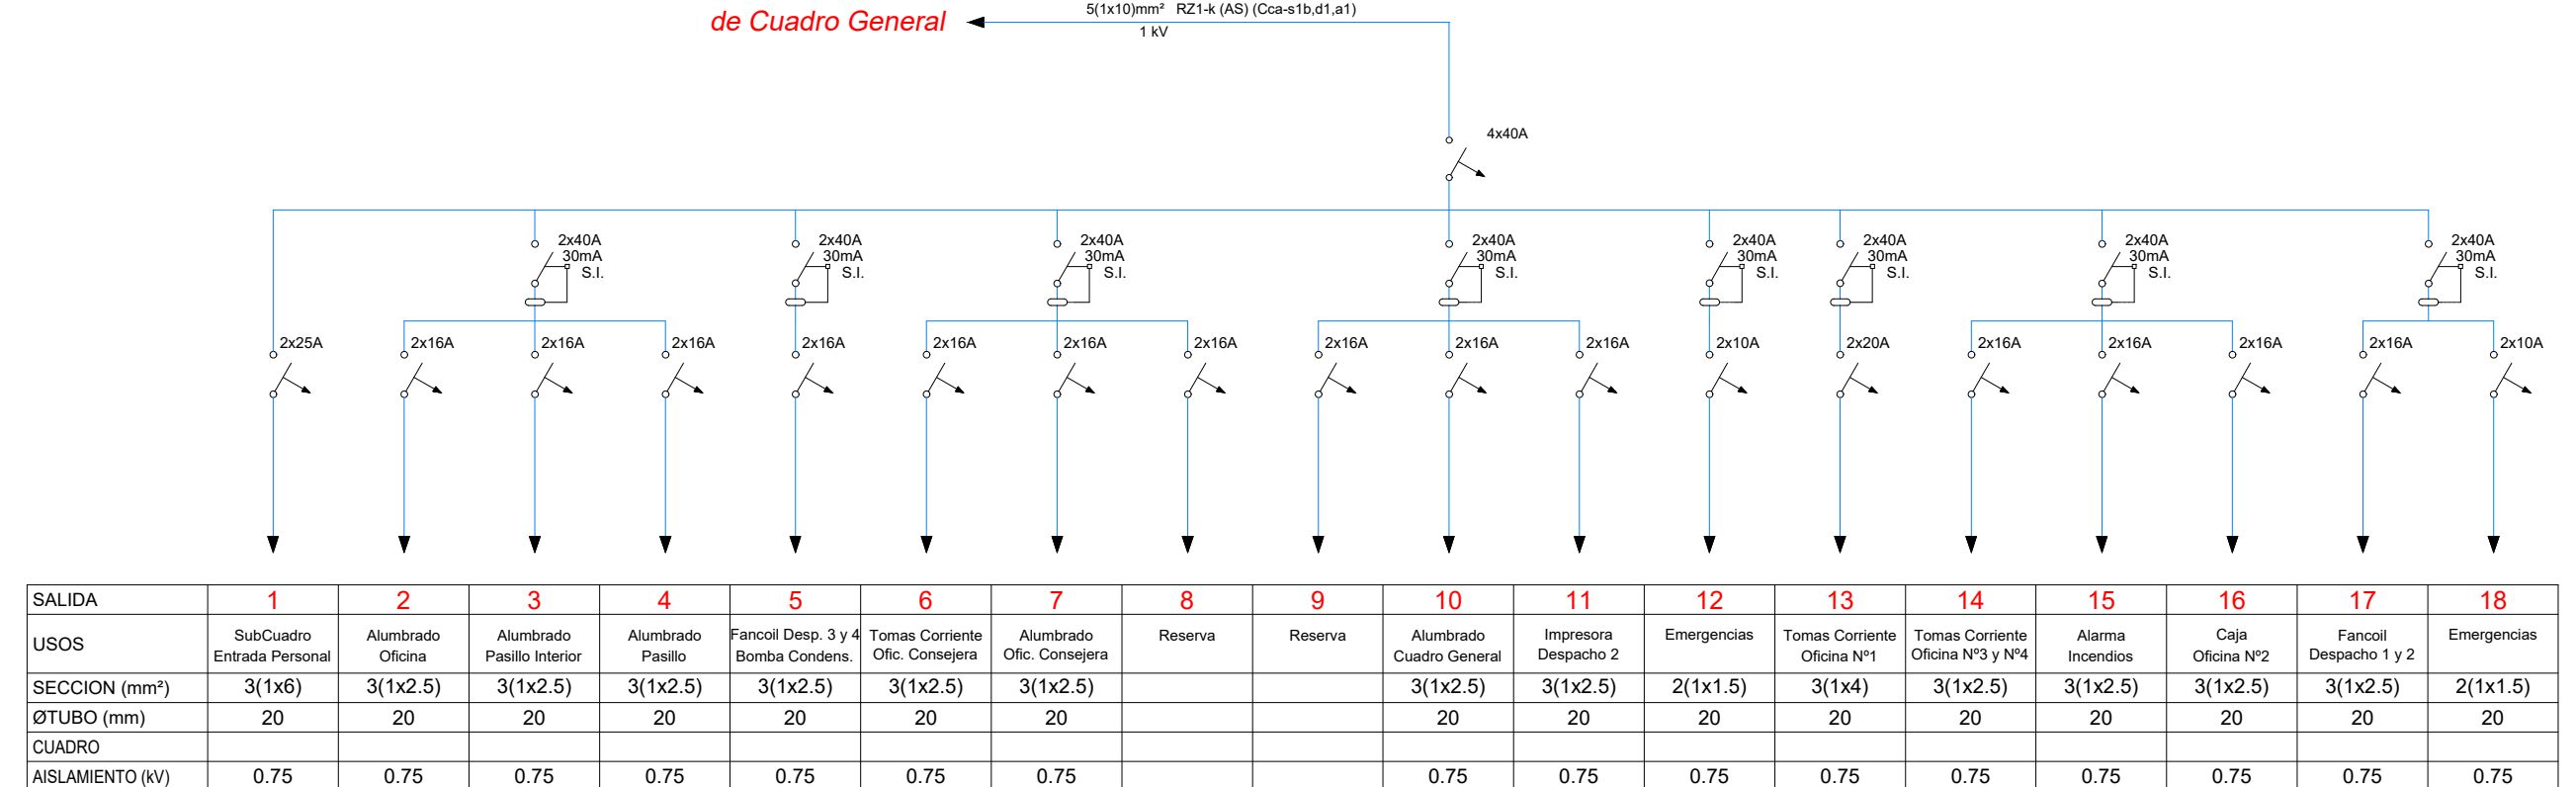 5(1x10)mm² RZ1-k (AS) (Cca-s1b,d1,a1)
de Cuadro General
1 kV
4x40A
2x40A 2x40A 2x40A 2x40A 2x40A 2x40A 2x40A 2x40A
30mA 30mA 30mA 30mA 30mA 30mA 30mA 30mA
S.I. S.I. S.I. S.I. S.I. S.I. S.I. S.I.
2x25A 2x16A 2x16A 2x16A 2x16A 2x16A 2x16A 2x16A 2x16A 2x16A 2x16A 2x10A 2x20A 2x16A 2x16A 2x16A 2x16A 2x10A
SALIDA 1 2 3 4 5 6 7 8 9 10 11 12 13 14 15 16 17 18
USOS
SubCuadro
Entrada Personal
Alumbrado
Oficina
Alumbrado
Pasillo Interior
Alumbrado
Pasillo
Fancoil Desp. 3 y 4
Bomba Condens.
Tomas Corriente
Ofic. Consejera
Alumbrado
Ofic. Consejera
Reserva
Reserva
Alumbrado
Cuadro General
Impresora
Despacho 2
Emergencias
Tomas Corriente
Oficina Nº1
Tomas Corriente
Oficina Nº3 y Nº4
Alarma
Incendios
Caja
Oficina Nº2
Fancoil
Despacho 1 y 2
Emergencias
SECCION (mm²) 3(1x6) 3(1x2.5) 3(1x2.5) 3(1x2.5) 3(1x2.5) 3(1x2.5) 3(1x2.5) 3(1x2.5) 3(1x2.5) 2(1x1.5) 3(1x4) 3(1x2.5) 3(1x2.5) 3(1x2.5) 3(1x2.5) 2(1x1.5)
ØTUBO (mm) 20 20 20 20 20 20 20 20 20 20 20 20 20 20 20 20
CUADRO
AISLAMIENTO (kV) 0.75 0.75 0.75 0.75 0.75 0.75 0.75 0.75 0.75 0.75 0.75 0.75 0.75 0.75 0.75 0.75